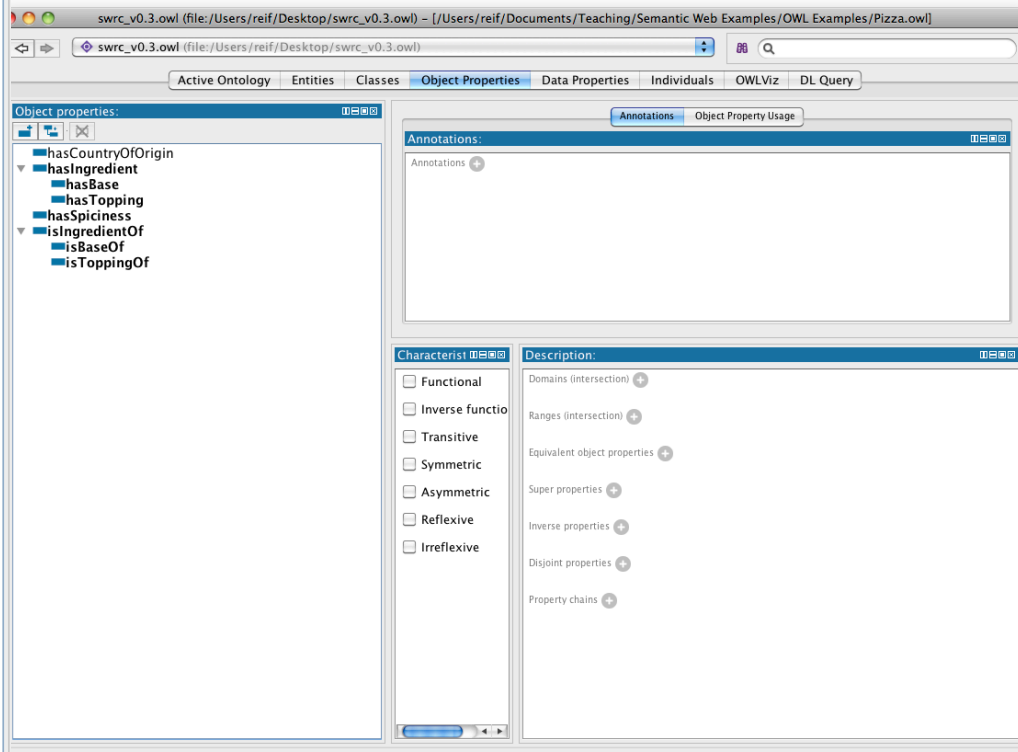 swrc_v0.3.owl (file:/Users/reif/Desktop/swrc_v0.3.owl) – [/Users/reif/Documents/Teaching/Semantic Web Examples/OWL Examples/Pizza.owl]
swrc_v0.3.owl (file:/Users/reif/Desktop/swrc_v0.3.owl)
Active Ontology Entities Classes Object Properties Data Properties Individuals OWLViz DL Query
Object properties:
hasCountryOfOrigin
hasIngredient
hasBase
hasTopping
hasSpiciness
isIngredientOf
isBaseOf
isToppingOf
Annotations Object Property Usage
Annotations:
Annotations
Characterist
Functional
Inverse functio
Transitive
Symmetric
Asymmetric
Reflexive
Irreflexive
Description:
Domains (intersection)
Ranges (intersection)
Equivalent object properties
Super properties
Inverse properties
Disjoint properties
Property chains